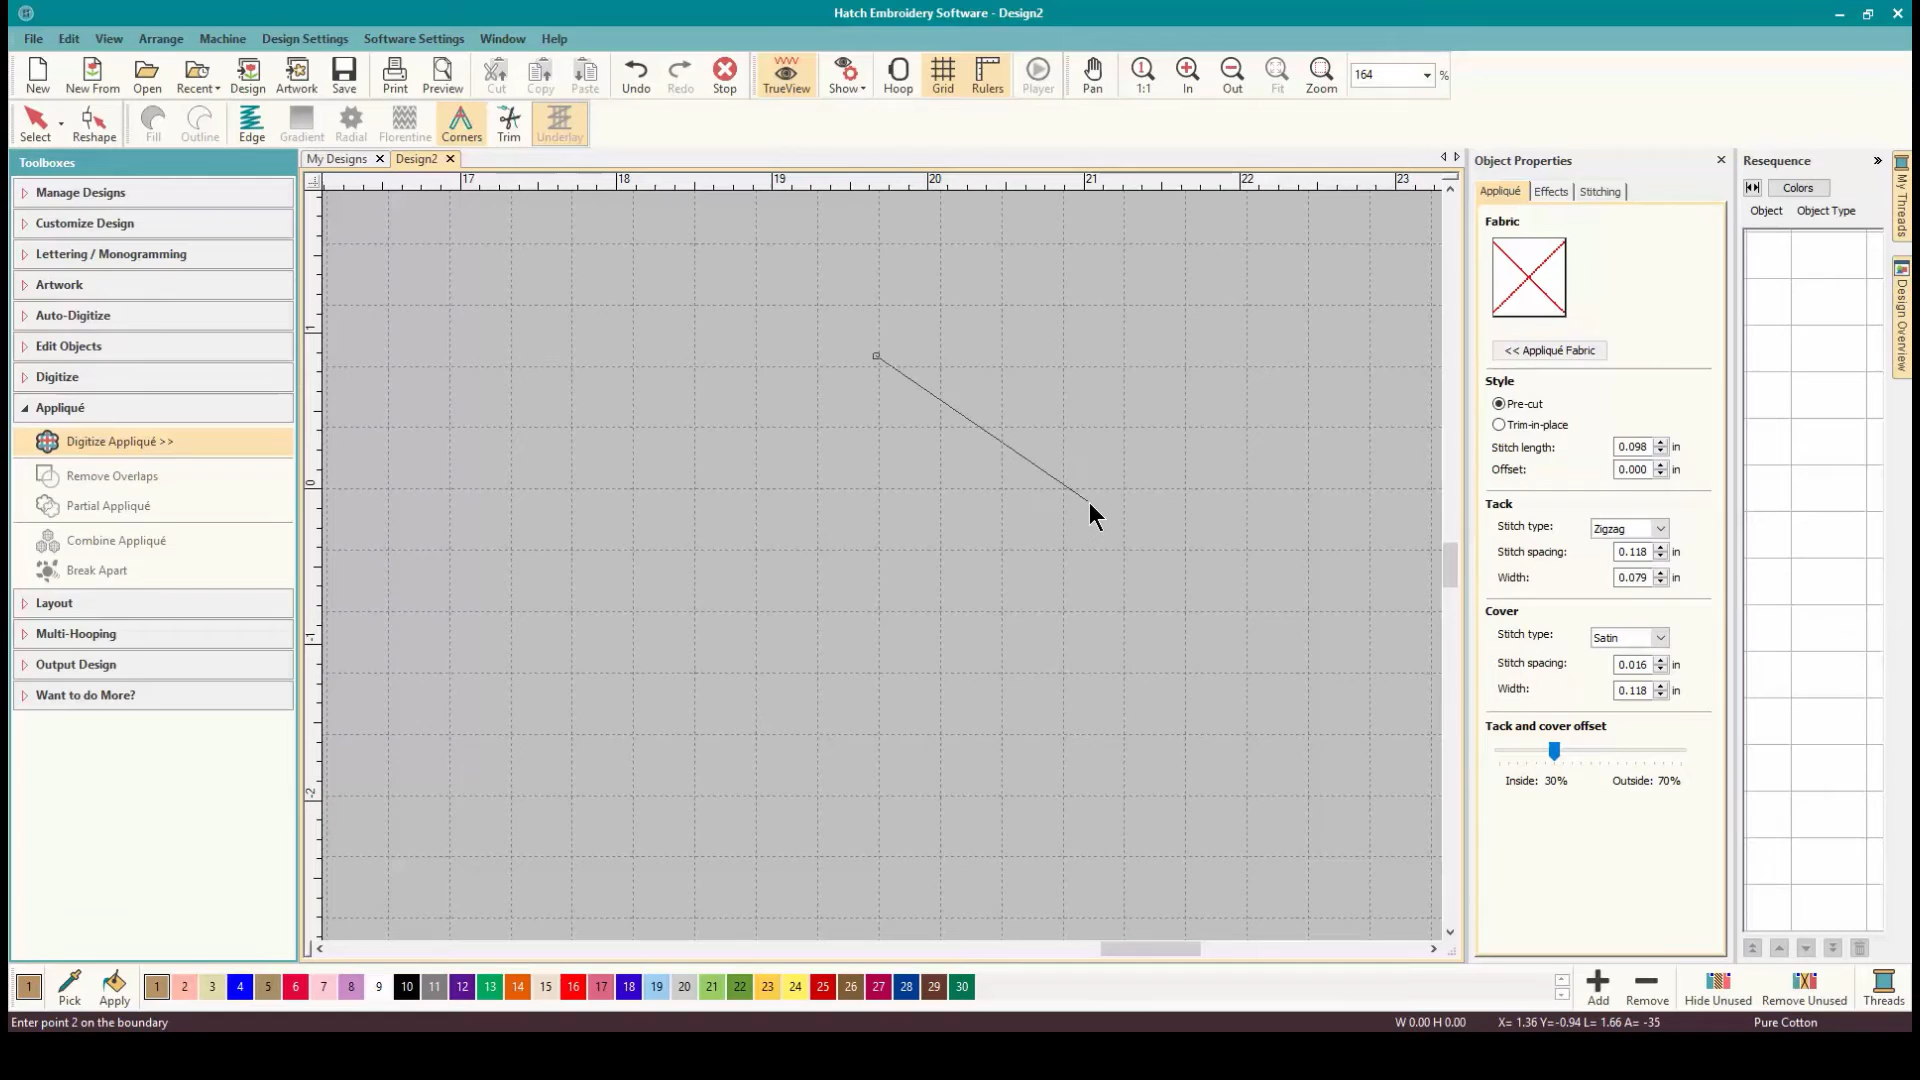 Hatch Embroidery Software - Design2
File Edit View Arrange Machine Design Settings Software Settings Window Help
New New From Open Recent Design Artwork Save Print Preview Cut Copy Paste Undo Redo Stop TrueView Show Hoop Grid Rulers Player Pan 1:1 In Out Fit Zoom 164 %
Select Reshape Fill Outline Edge Gradient Radial Florentine Corners Trim Underlay
Toolboxes
Manage Designs
Customize Design
Lettering / Monogramming
Artwork
Auto-Digitize
Edit Objects
Digitize
Appliqué
Digitize Appliqué >>
Remove Overlaps
Partial Appliqué
Combine Appliqué
Break Apart
Layout
Multi-Hooping
Output Design
Want to do More?
My Designs Design2
17 18 19 20 21 22 23
1
0
-1
-2
Object Properties
Appliqué Effects Stitching
Fabric
<< Appliqué Fabric
Style
Pre-cut
Trim-in-place
Stitch length: 0.098 in
Offset: 0.000 in
Tack
Stitch type: Zigzag
Stitch spacing: 0.118 in
Width: 0.079 in
Cover
Stitch type: Satin
Stitch spacing: 0.016 in
Width: 0.118 in
Tack and cover offset
Inside: 30% Outside: 70%
Resequence
Colors
Object Object Type
My Threads
Design Overview
1 Pick Apply 1 2 3 4 5 6 7 8 9 10 11 12 13 14 15 16 17 18 19 20 21 22 23 24 25 26 27 28 29 30 Add Remove Hide Unused Remove Unused Threads
Enter point 2 on the boundary W 0.00 H 0.00 X= 1.36 Y=-0.94 L= 1.66 A= -35 Pure Cotton